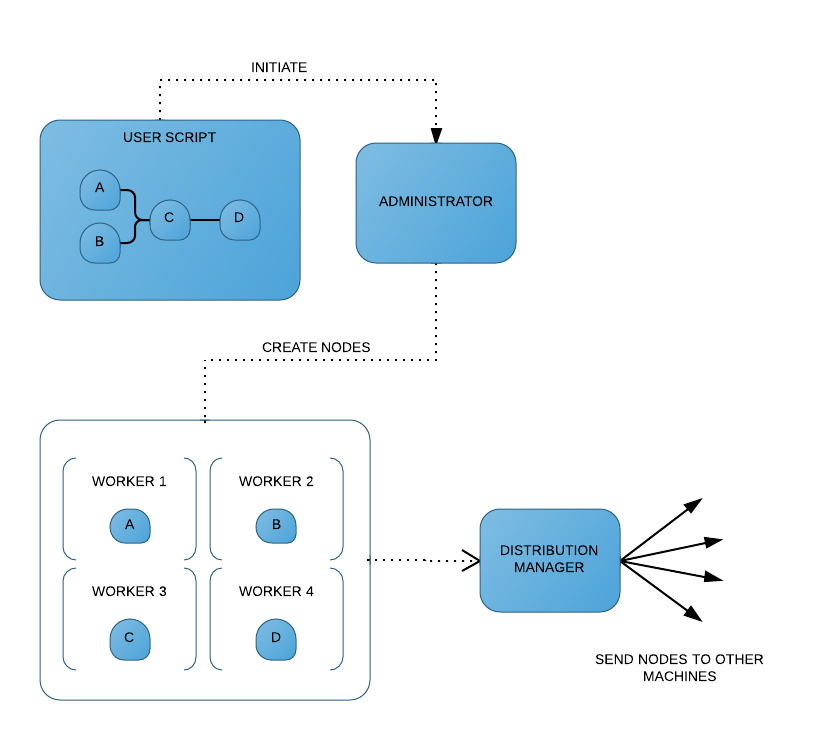 INITIATE
USER SCRIPT
A
B
C
D
ADMINISTRATOR
CREATE NODES
WORKER 1
A
WORKER 2
B
WORKER 3
C
WORKER 4
D
DISTRIBUTION
MANAGER
SEND NODES TO OTHER
MACHINES